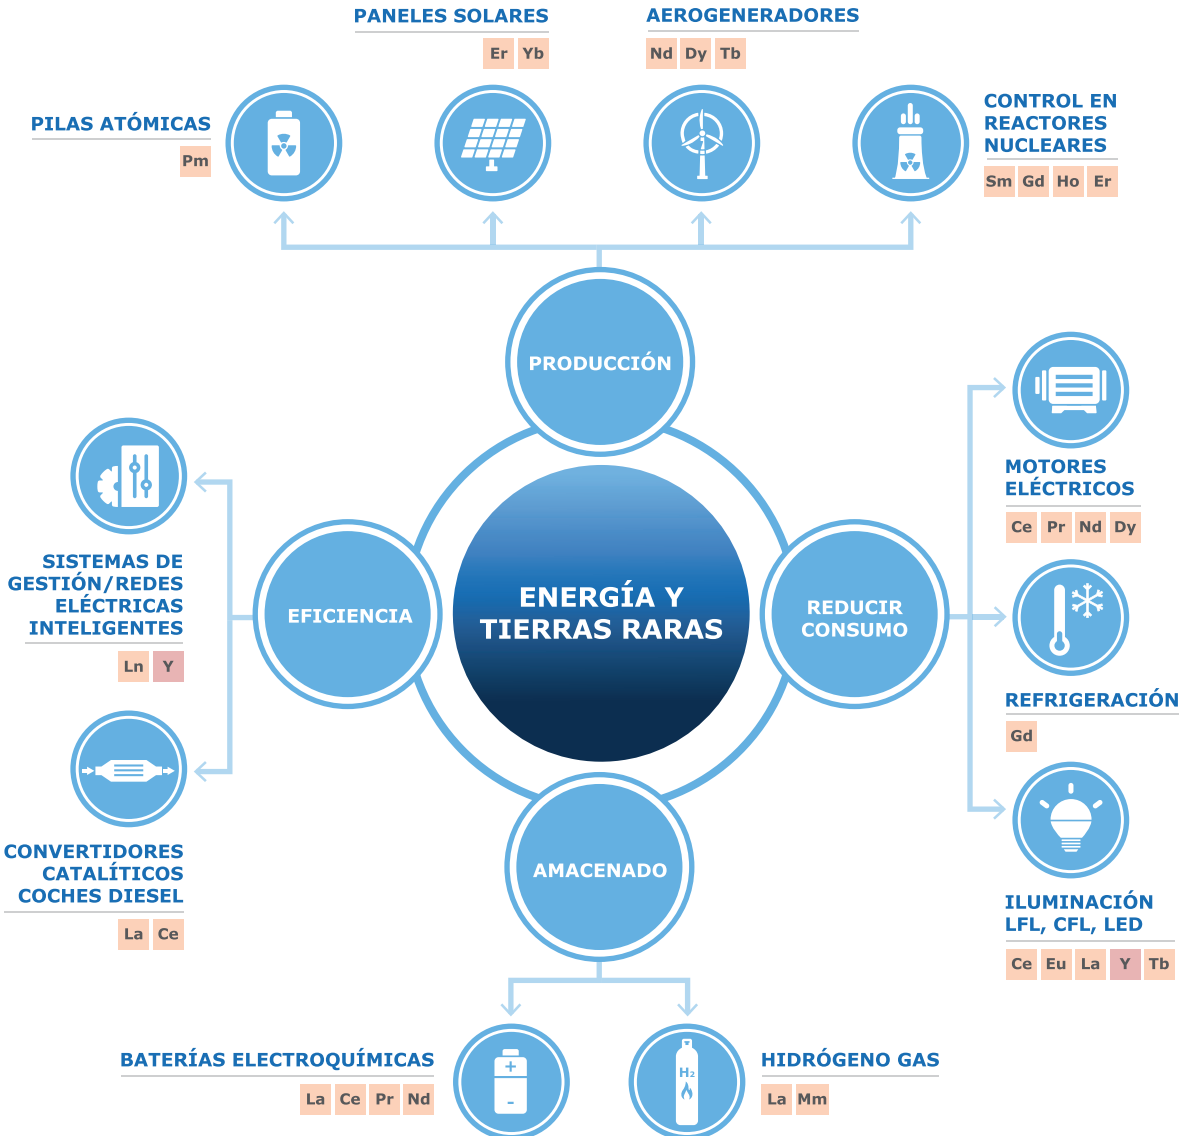 PANELES SOLARES
Er Yb
AEROGENERADORES
Nd Dy Tb
PILAS ATÓMICAS
Pm
CONTROL EN
REACTORES
NUCLEARES
Sm Gd Ho Er
PRODUCCIÓN
MOTORES
ELÉCTRICOS
Ce Pr Nd Dy
SISTEMAS DE
GESTIÓN/REDES
ELÉCTRICAS
INTELIGENTES
Ln Y
EFICIENCIA
ENERGÍA Y
TIERRAS RARAS
REDUCIR
CONSUMO
REFRIGERACIÓN
Gd
CONVERTIDORES
CATALÍTICOS
COCHES DIESEL
La Ce
AMACENADO
ILUMINACIÓN
LFL, CFL, LED
Ce Eu La Y Tb
BATERÍAS ELECTROQUÍMICAS
La Ce Pr Nd
+
-
H₂
HIDRÓGENO GAS
La Mm